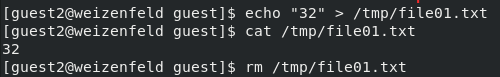 [guest2@weizenfeld guest]$ echo "32" > /tmp/file01.txt
[guest2@weizenfeld guest]$ cat /tmp/file01.txt
32
[guest2@weizenfeld guest]$ rm /tmp/file01.txt